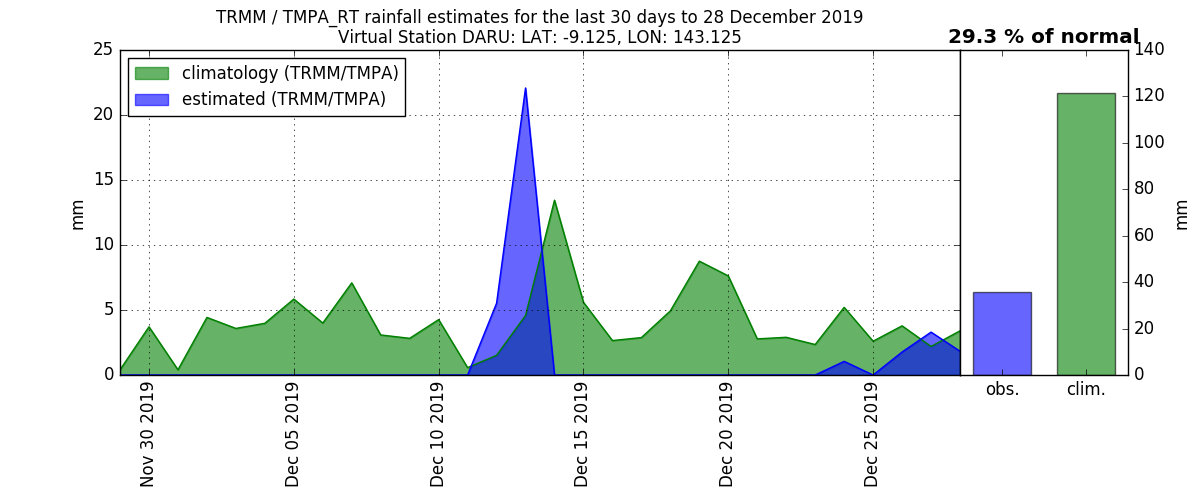 TRMM / TMPA_RT rainfall estimates for the last 30 days to 28 December 2019
Virtual Station DARU: LAT: -9.125, LON: 143.125
29.3 % of normal
climatology (TRMM/TMPA)
estimated (TRMM/TMPA)
25
20
15
10
5
0
mm
Nov 30 2019
Dec 05 2019
Dec 10 2019
Dec 15 2019
Dec 20 2019
Dec 25 2019
140
120
100
80
60
40
20
0
mm
obs.
clim.